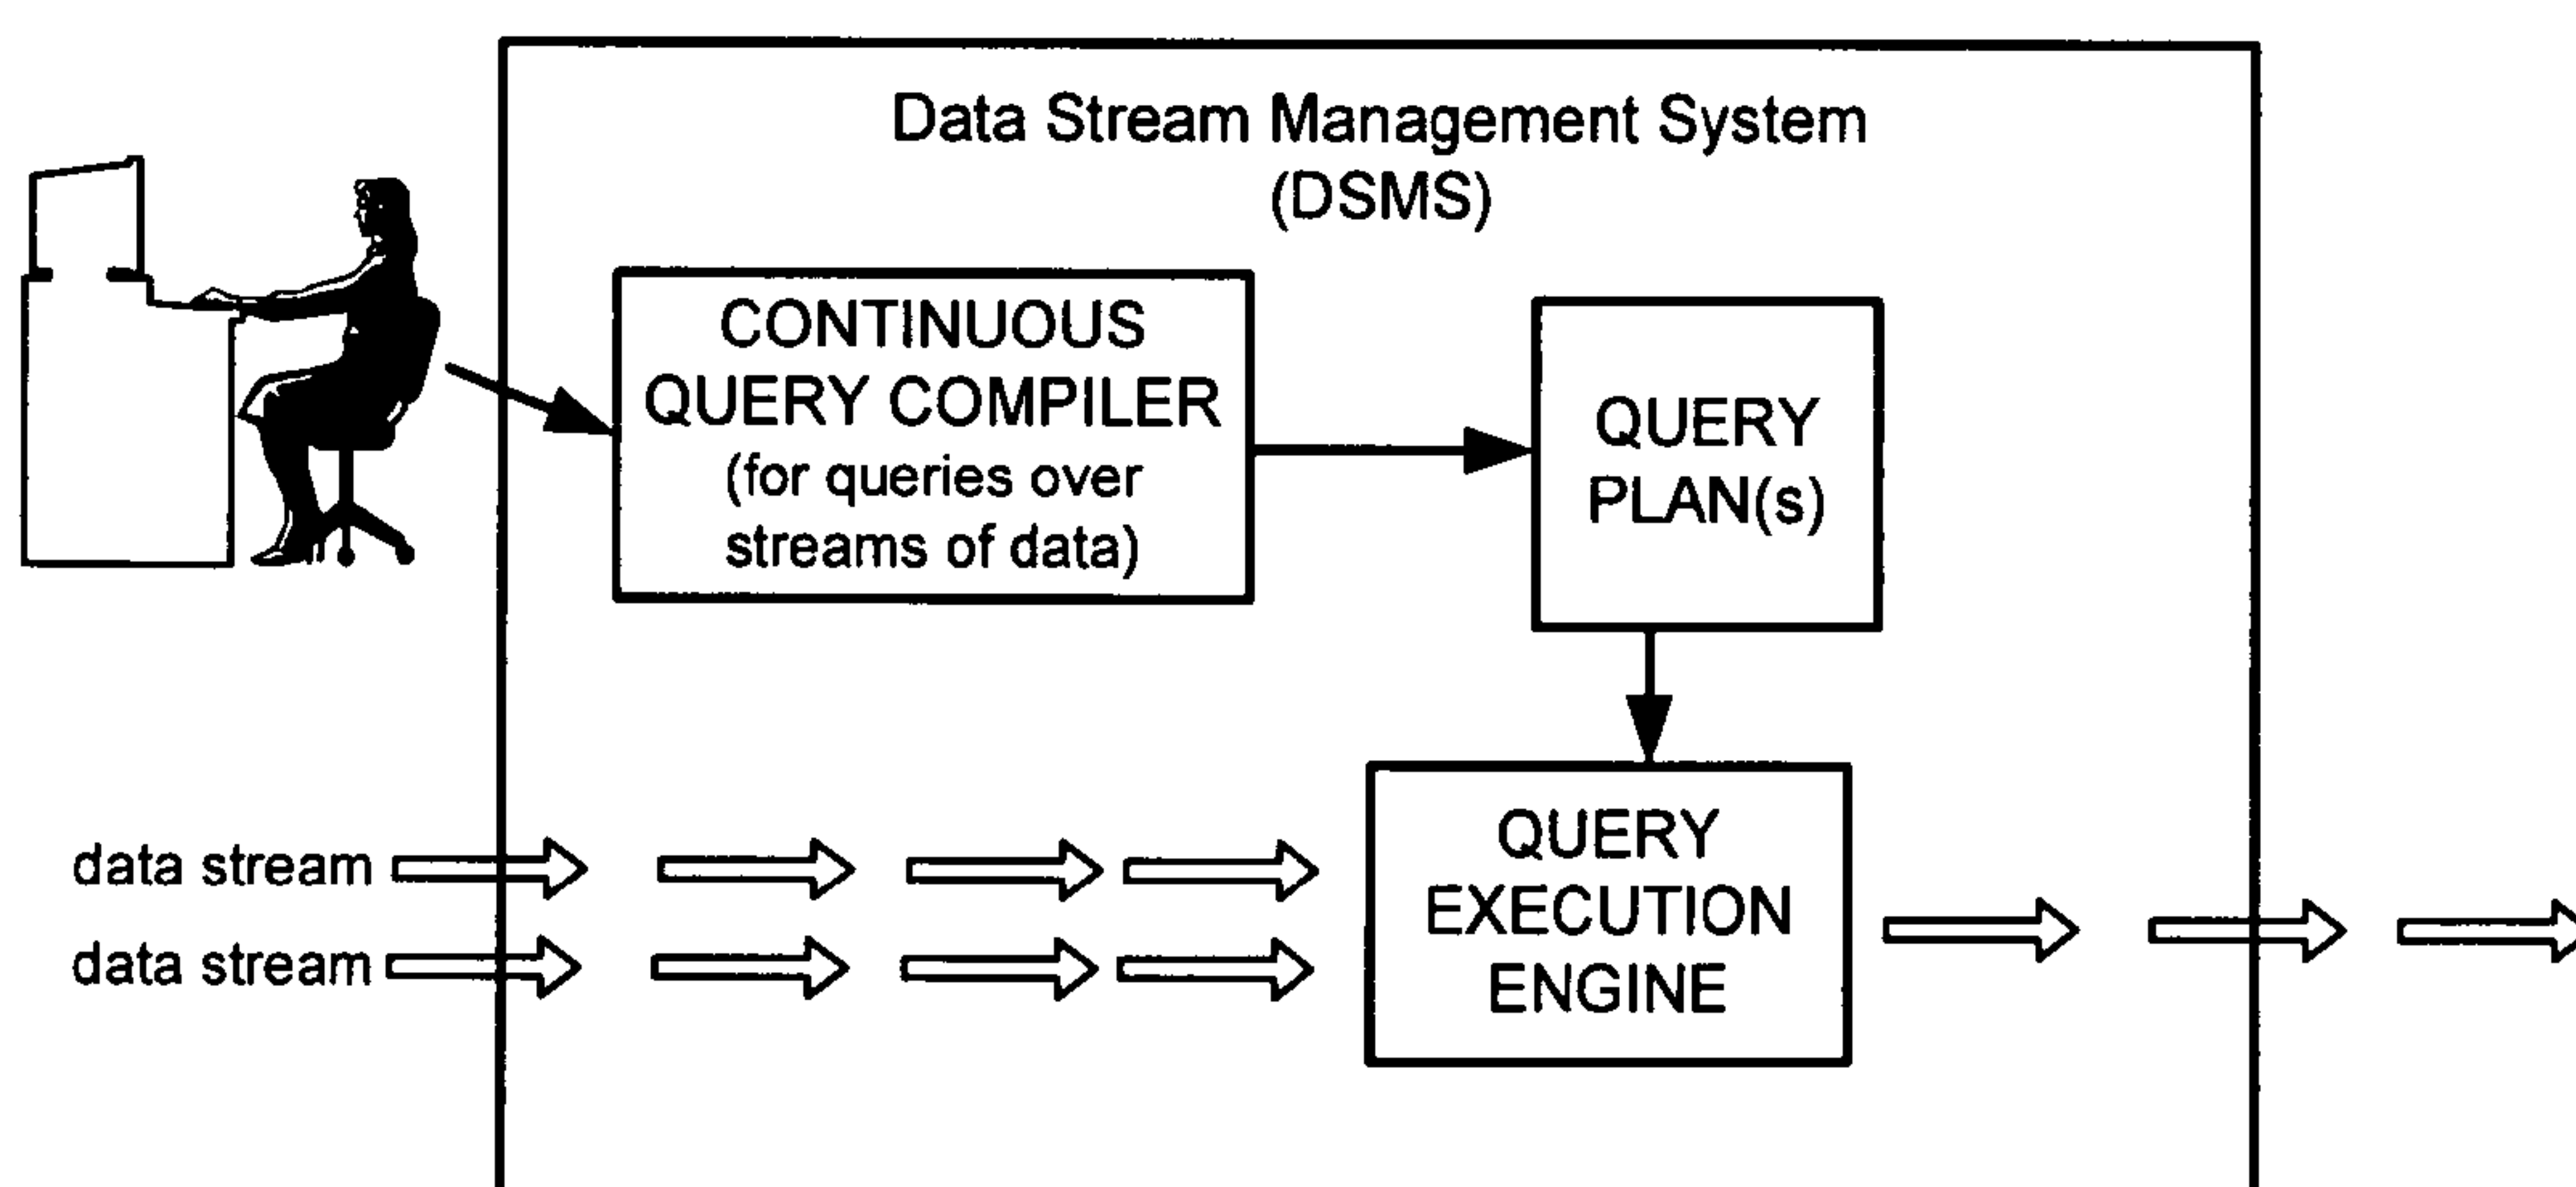 Data Stream Management System
(DSMS)
CONTINUOUS
QUERY COMPILER
(for queries over
streams of data)
QUERY
PLAN(s)
data stream
data stream
QUERY
EXECUTION
ENGINE